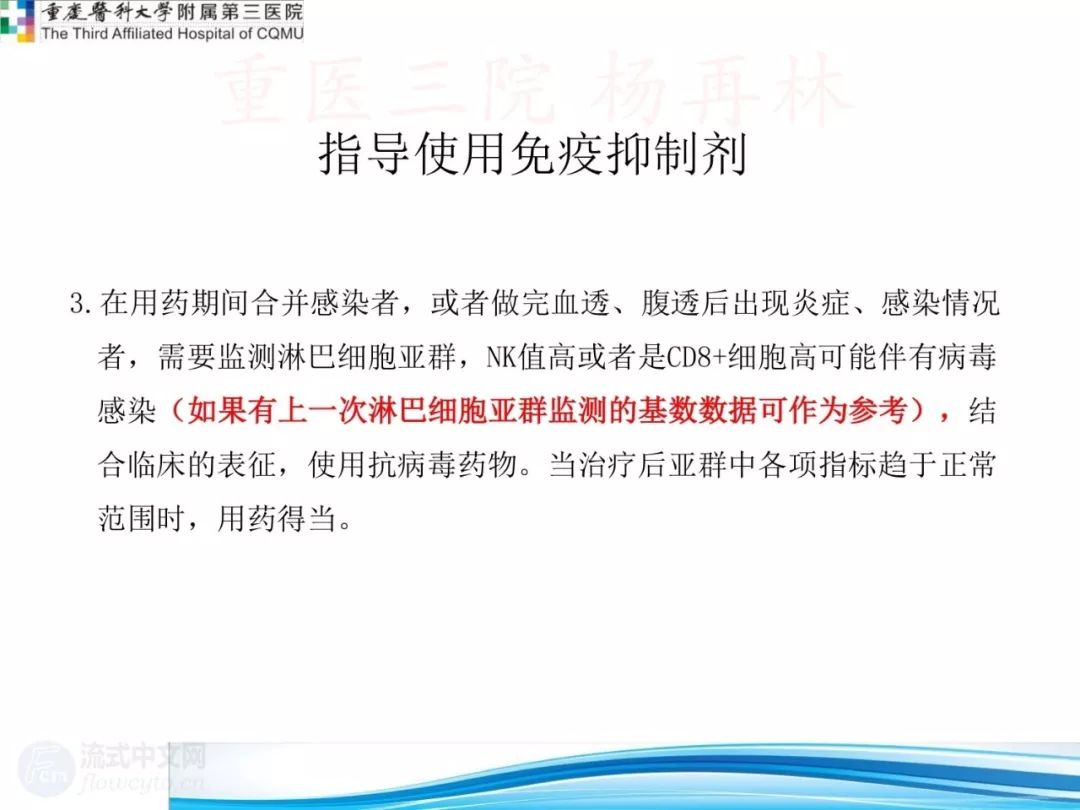 重庆医科大学附属第三医院
The Third Affiliated Hospital of CQMU
重医三院 杨再林
指导使用免疫抑制剂
3.在用药期间合并感染者，或者做完血透、腹透后出现炎症、感染情况
者，需要监测淋巴细胞亚群，NK值高或者是CD8+细胞高可能伴有病毒
感染（如果有上一次淋巴细胞亚群监测的基数数据可作为参考），结
合临床的表征，使用抗病毒药物。当治疗后亚群中各项指标趋于正常
范围时，用药得当。
流式中文网
flowcyto.cn